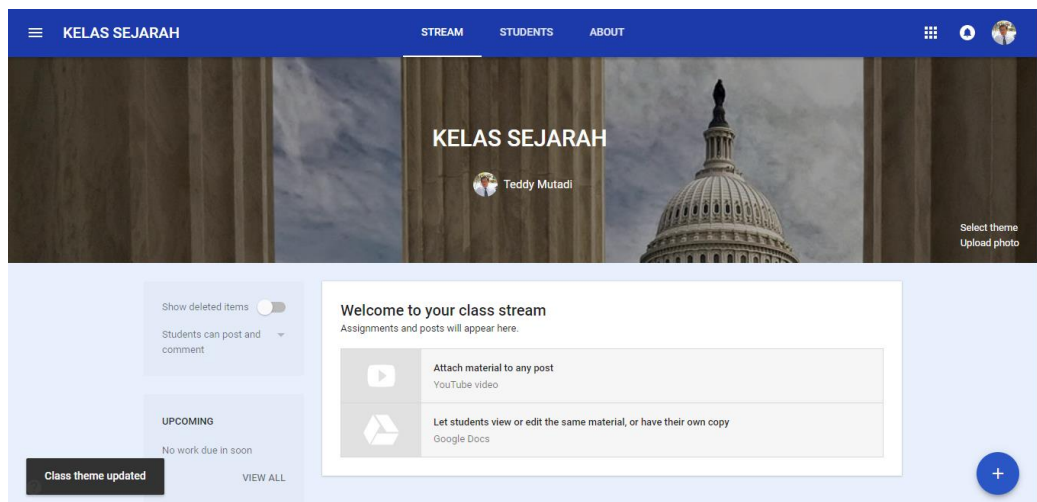 KELAS SEJARAH
STREAM
STUDENTS
ABOUT
KELAS SEJARAH
Teddy Mutadi
Select theme
Upload photo
Show deleted items
Students can post and
comment
UPCOMING
No work due in soon
VIEW ALL
Welcome to your class stream
Assignments and posts will appear here.
Attach material to any post
YouTube video
Let students view or edit the same material, or have their own copy
Google Docs
Class theme updated